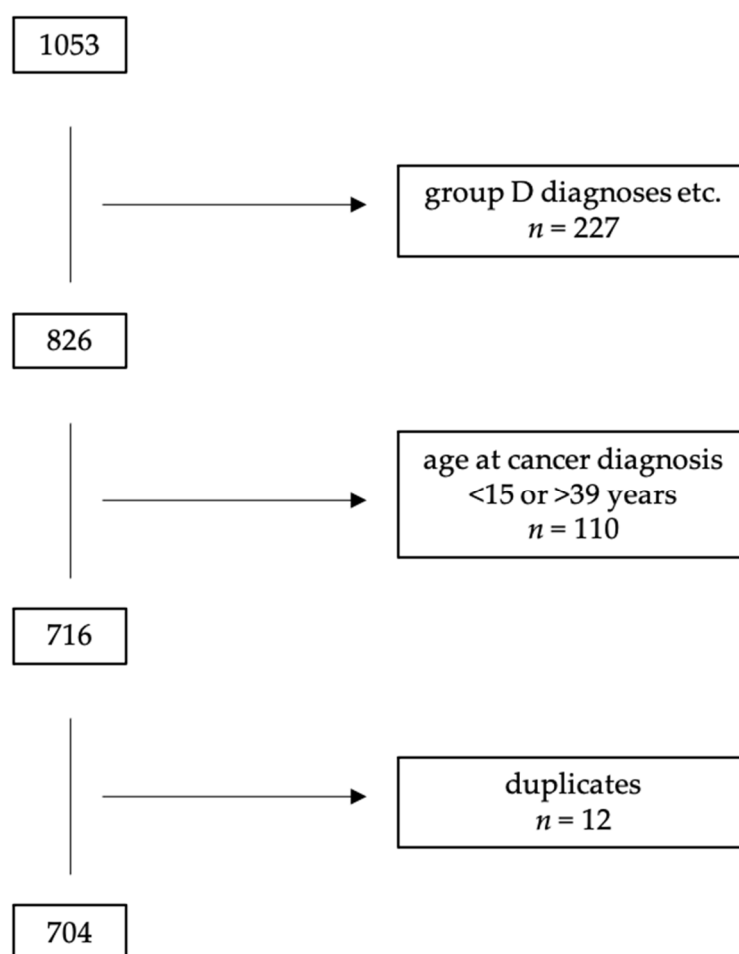 1053
group D diagnoses etc.
n = 227
826
age at cancer diagnosis
<15 or >39 years
n = 110
716
duplicates
n = 12
704